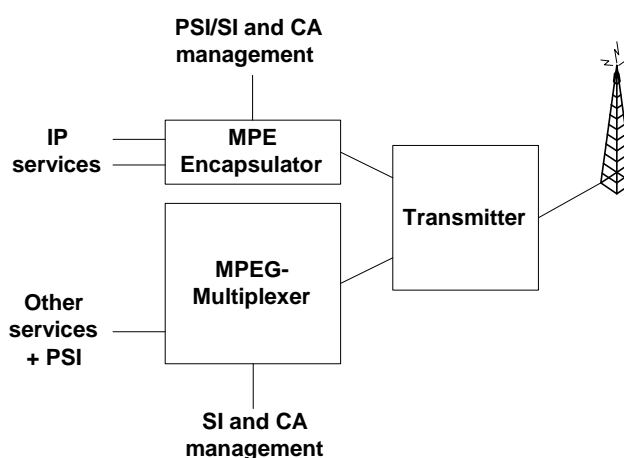 PSI/SI and CA
management
IP
services
MPE
Encapsulator
Transmitter
MPEG-
Multiplexer
Other
services
+ PSI
SI and CA
management